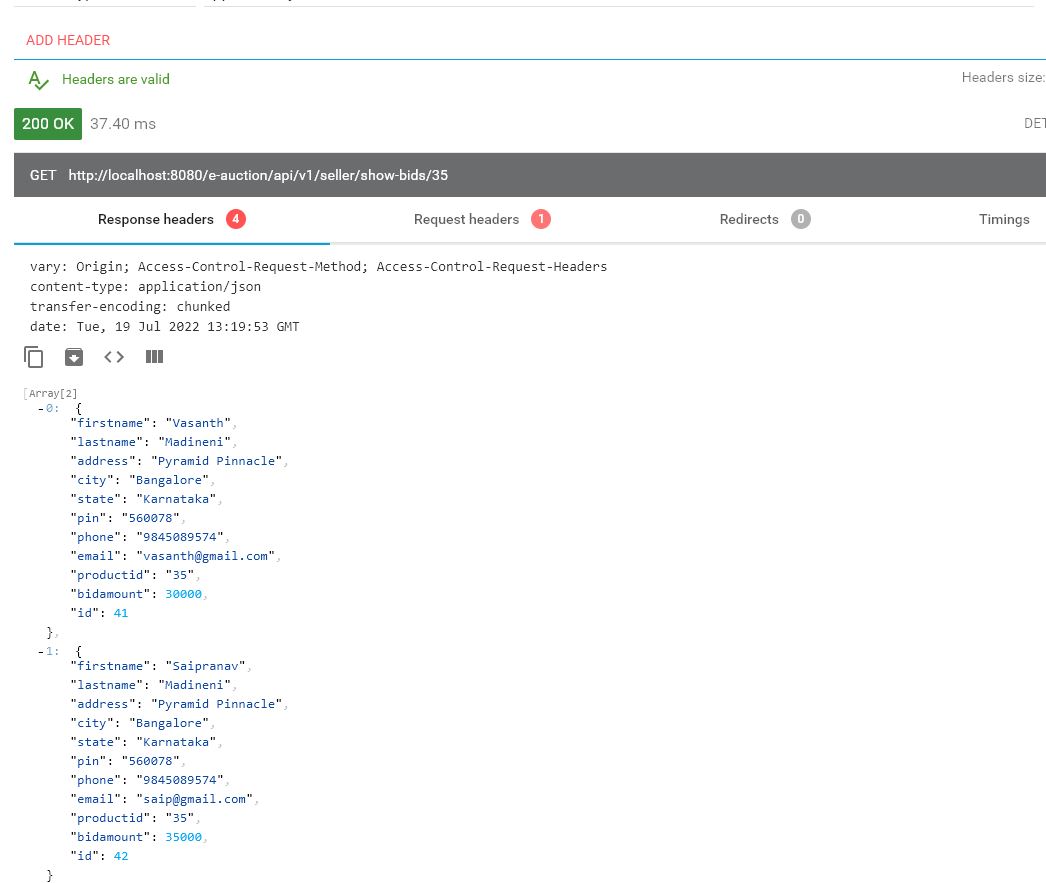 ADD HEADER
Headers are valid
Headers size:
200 OK 37.40 ms
DET
GET http://localhost:8080/e-auction/api/v1/seller/show-bids/35
Response headers 4 Request headers 1 Redirects 0 Timings
vary: Origin; Access-Control-Request-Method; Access-Control-Request-Headers
content-type: application/json
transfer-encoding: chunked
date: Tue, 19 Jul 2022 13:19:53 GMT
[Array[2]
-0: {
"firstname": "Vasanth",
"lastname": "Madineni",
"address": "Pyramid Pinnacle",
"city": "Bangalore",
"state": "Karnataka",
"pin": "560078",
"phone": "9845089574",
"email": "vasanth@gmail.com",
"productid": "35",
"bidamount": 30000,
"id": 41
},
-1: {
"firstname": "Saipranav",
"lastname": "Madineni",
"address": "Pyramid Pinnacle",
"city": "Bangalore",
"state": "Karnataka",
"pin": "560078",
"phone": "9845089574",
"email": "saip@gmail.com",
"productid": "35",
"bidamount": 35000,
"id": 42
}